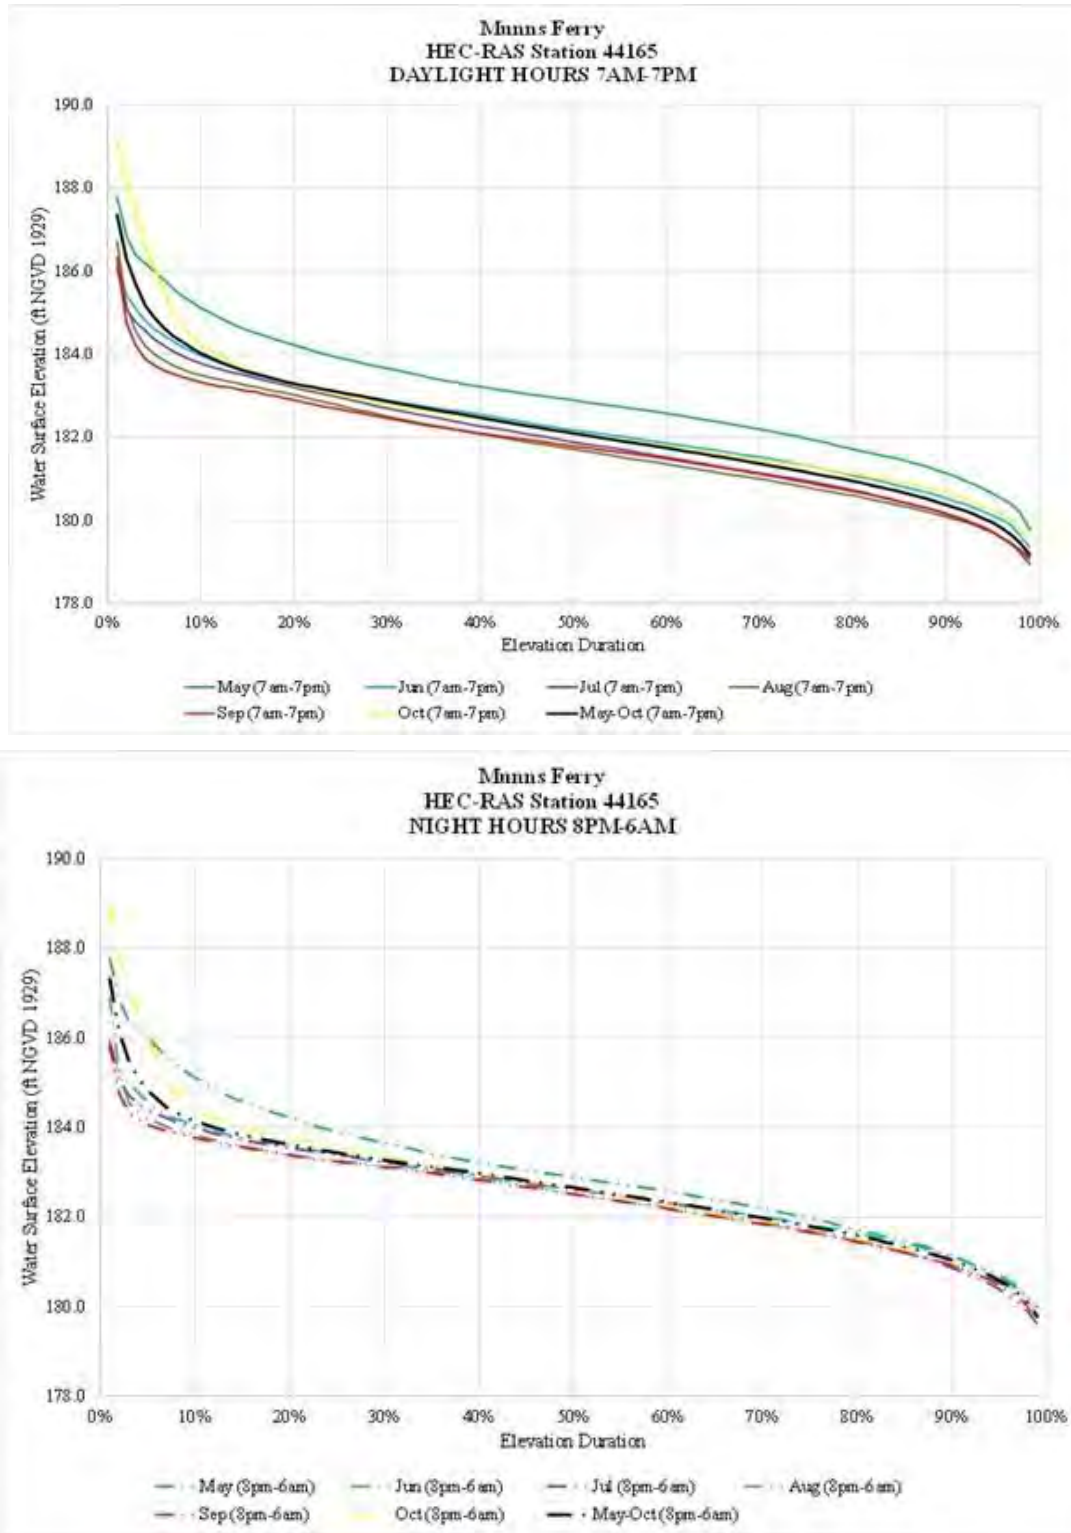 Munns Ferry
HEC-RAS Station 44165
DAYLIGHT HOURS 7AM-7PM
190.0
188.0
186.0
184.0
182.0
180.0
178.0
Water Surface Elevation (ft NGVD 1929)
0% 10% 20% 30% 40% 50% 60% 70% 80% 90% 100%
Elevation Duration
May (7am-7pm) Jun (7am-7pm) Jul (7am-7pm) Aug (7am-7pm)
Sep (7am-7pm) Oct (7am-7pm) May-Oct (7am-7pm)
Munns Ferry
HEC-RAS Station 44165
NIGHT HOURS 8PM-6AM
190.0
188.0
186.0
184.0
182.0
180.0
178.0
Water Surface Elevation (ft NGVD 1929)
0% 10% 20% 30% 40% 50% 60% 70% 80% 90% 100%
Elevation Duration
May (8pm-6am) Jun (8pm-6am) Jul (8pm-6am) Aug (8pm-6am)
Sep (8pm-6am) Oct (8pm-6am) May-Oct (8pm-6am)